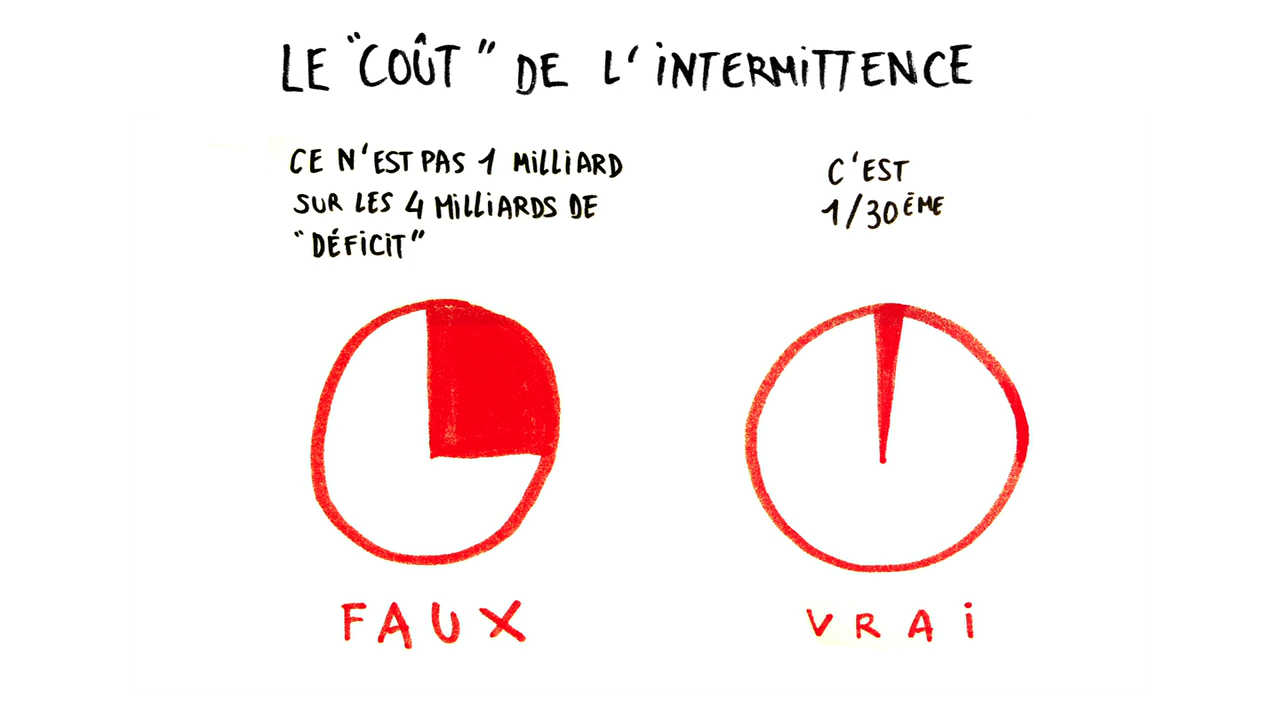 LE "COÛT" DE L'INTERMITTENCE
CE N'EST PAS 1 MILLIARD
SUR LES 4 MILLIARDS DE
"DÉFICIT"
C'EST
1/30ÈME
FAUX
VRAI